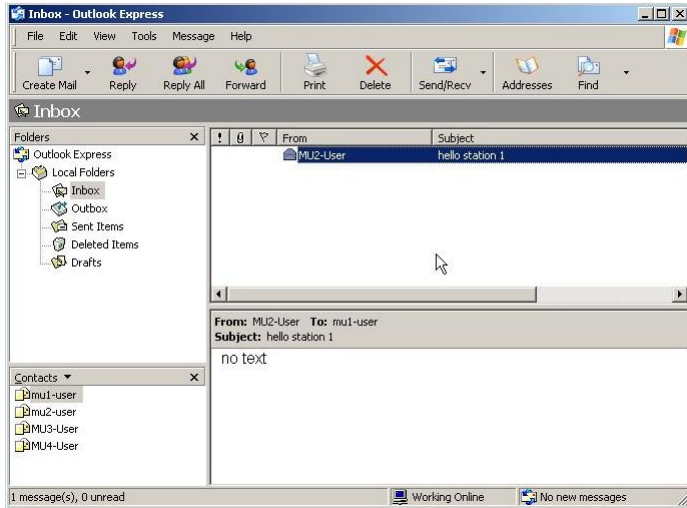 Inbox - Outlook Express
File Edit View Tools Message Help
Create Mail Reply Reply All Forward Print Delete Send/Recv Addresses Find
Inbox
Folders
Outlook Express
Local Folders
Inbox
Outbox
Sent Items
Deleted Items
Drafts
Contacts
mu1-user
mu2-user
MU3-User
MU4-User
! From Subject
MU2-User hello station 1
From: MU2-User To: mu1-user
Subject: hello station 1
no text
1 message(s), 0 unread Working Online No new messages